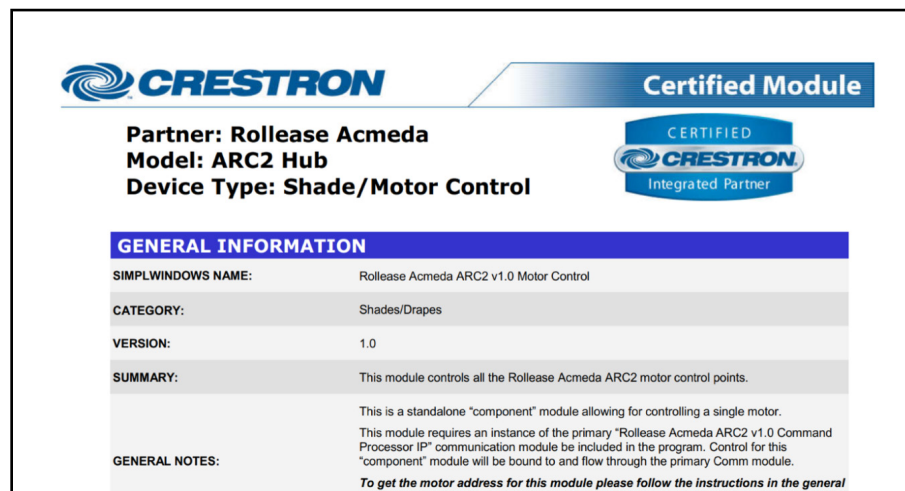 CRESTRON
Certified Module
Partner: Rollease Acmeda
Model: ARC2 Hub
Device Type: Shade/Motor Control
CERTIFIED
CRESTRON
Integrated Partner
GENERAL INFORMATION
SIMPLWINDOWS NAME: Rollease Acmeda ARC2 v1.0 Motor Control
CATEGORY: Shades/Drapes
VERSION: 1.0
SUMMARY: This module controls all the Rollease Acmeda ARC2 motor control points.
GENERAL NOTES:
This is a standalone “component” module allowing for controlling a single motor.
This module requires an instance of the primary “Rollease Acmeda ARC2 v1.0 Command
Processor IP” communication module be included in the program. Control for this
“component” module will be bound to and flow through the primary Comm module.
To get the motor address for this module please follow the instructions in the general